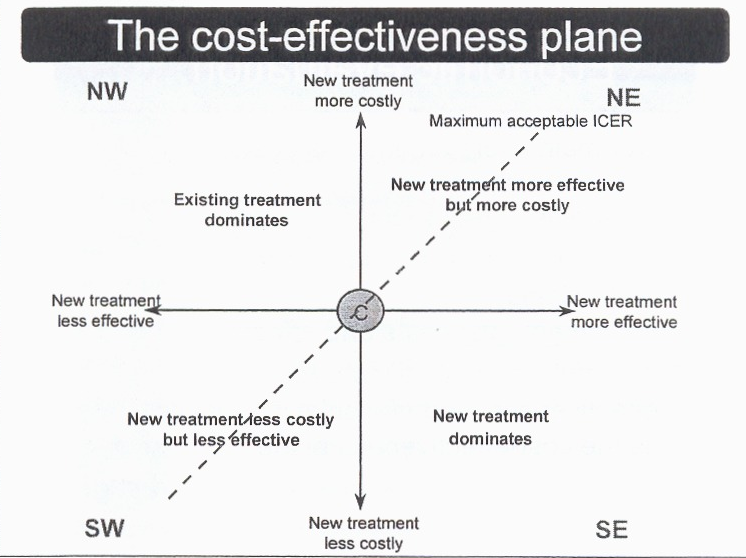 The cost-effectiveness plane
NW
New treatment
more costly
NE
Maximum acceptable ICER
Existing treatment
dominates
New treatment more effective
but more costly
New treatment
less effective
C
New treatment
more effective
New treatment less costly
but less effective
New treatment
dominates
SW
New treatment
less costly
SE